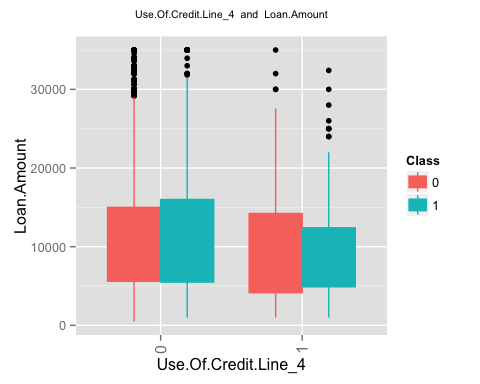 Use.Of.Credit.Line_4 and Loan.Amount
Loan.Amount
30000
20000
10000
0
0
1
Use.Of.Credit.Line_4
Class
0
1